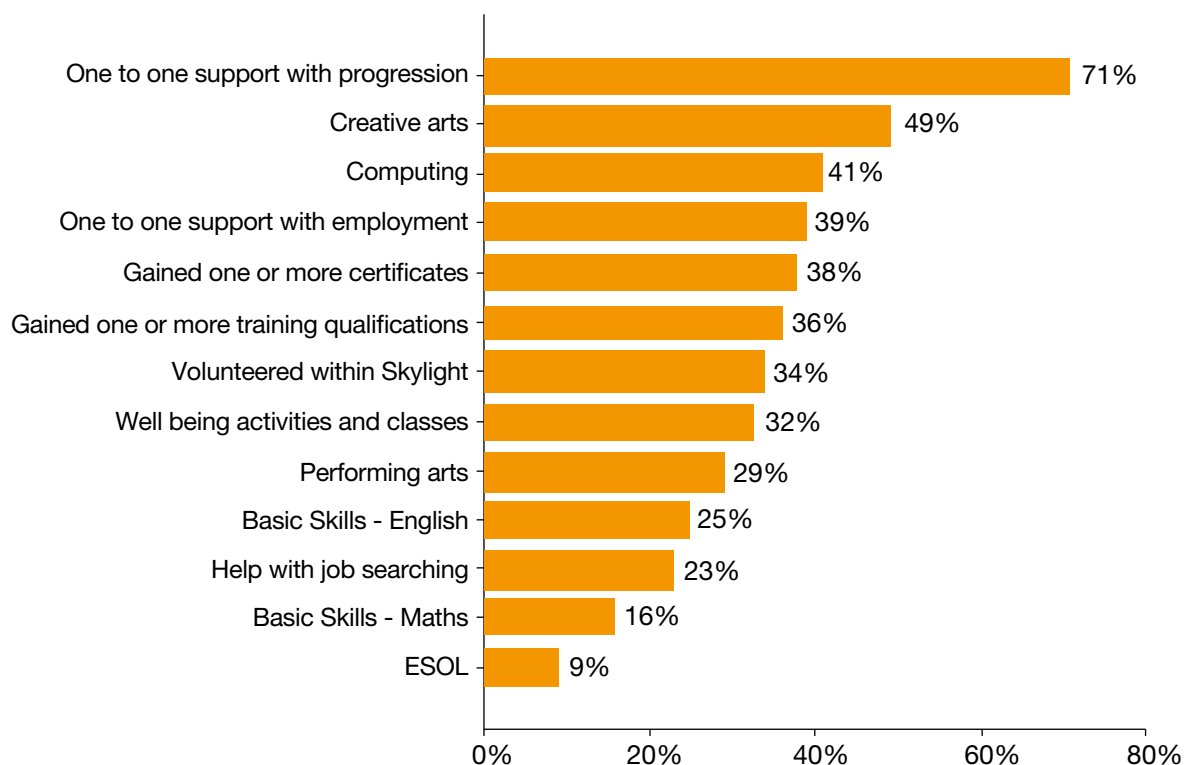 One to one support with progression 71%
Creative arts 49%
Computing 41%
One to one support with employment 39%
Gained one or more certificates 38%
Gained one or more training qualifications 36%
Volunteered within Skylight 34%
Well being activities and classes 32%
Performing arts 29%
Basic Skills - English 25%
Help with job searching 23%
Basic Skills - Maths 16%
ESOL 9%
0% 20% 40% 60% 80%